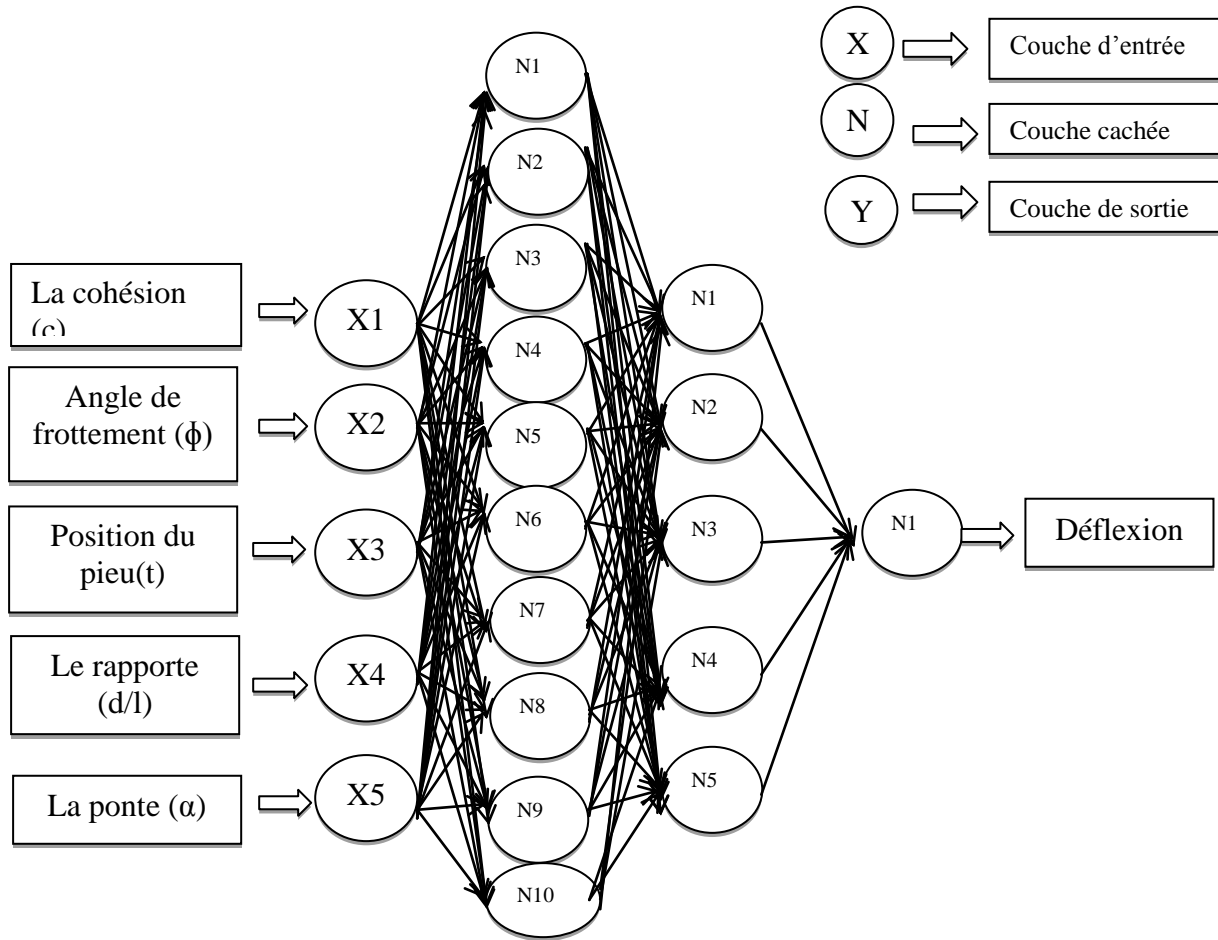 X
Couche d’entrée
N
Couche cachée
Y
Couche de sortie
La cohésion
(c)
Angle de
frottement (ϕ)
Position du
pieu(t)
Le rapporte
(d/l)
La ponte (α)
X1
X2
X3
X4
X5
N1
N2
N3
N4
N5
N6
N7
N8
N9
N10
N1
N2
N3
N4
N5
N1
Déflexion